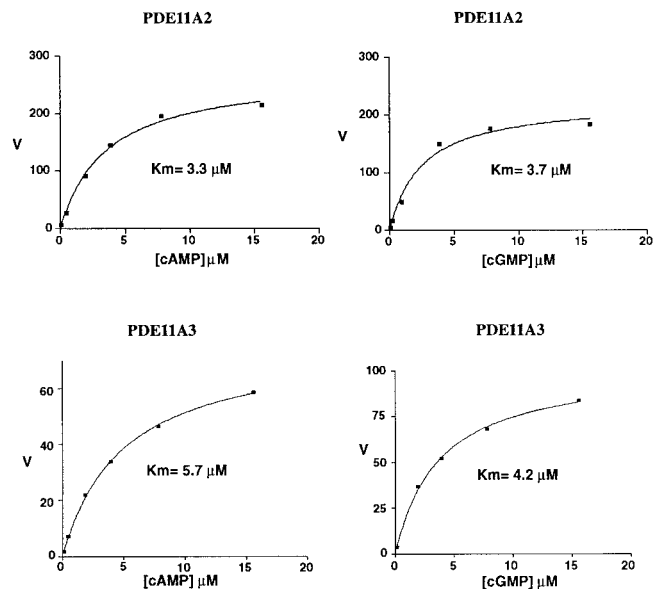 PDE11A2
300
200
V
100
0
Km= 3.3 µM
0 5 10 15 20
[cAMP] µM
PDE11A2
300
200
V
100
0
Km= 3.7 µM
0 5 10 15 20
[cGMP] µM
PDE11A3
60
40
V
20
0
Km= 5.7 µM
0 5 10 15 20
[cAMP] µM
PDE11A3
100
75
V
50
25
0
Km= 4.2 µM
0 5 10 15 20
[cGMP] µM